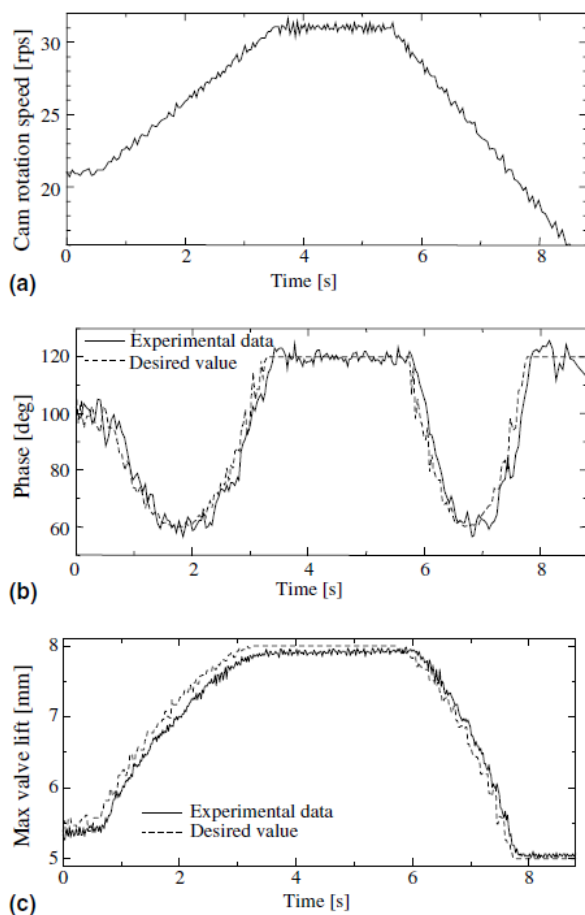 Cam rotation speed [rps]
30
25
20
0 2 4 6 8
Time [s]
(a)
Phase [deg]
120
100
80
60
Experimental data
Desired value
0 2 4 6 8
Time [s]
(b)
Max valve lift [mm]
8
7
6
5
Experimental data
Desired value
0 2 4 6 8
Time [s]
(c)